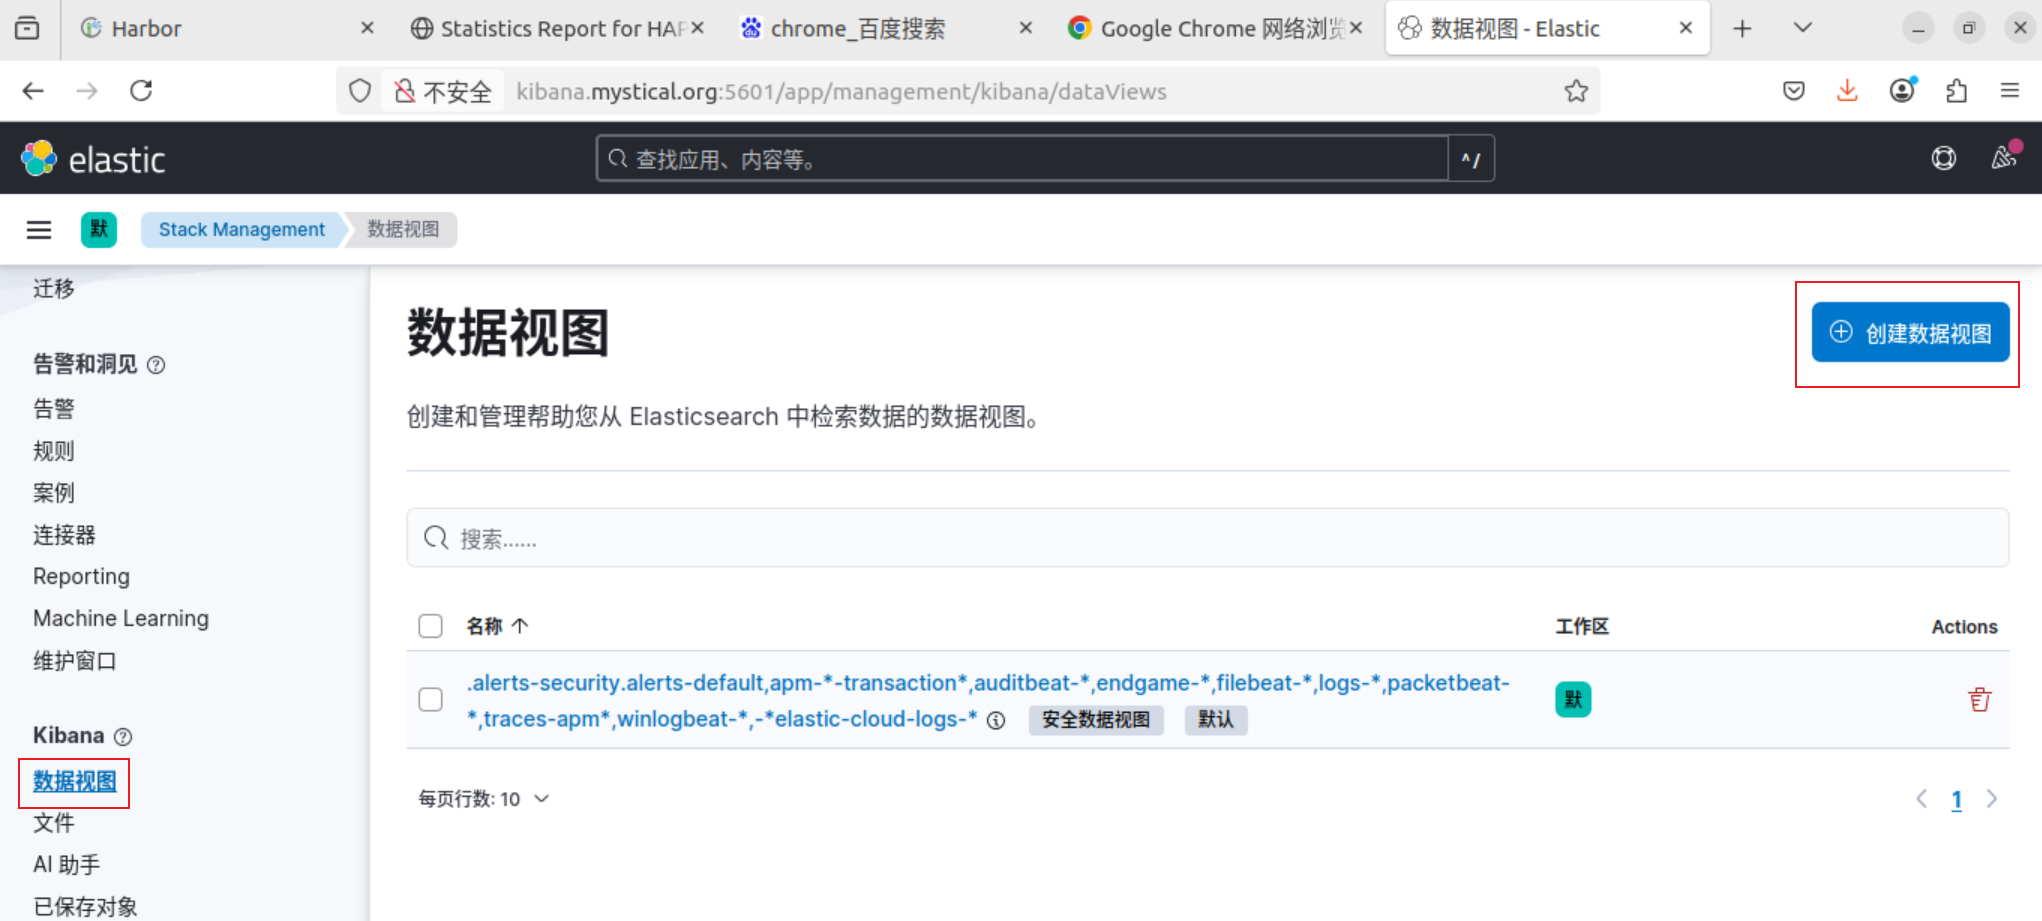 Harbor
Statistics Report for HAP
chrome_百度搜索
Google Chrome 网络浏览
数据视图 - Elastic
不安全
kibana.mystical.org:5601/app/management/kibana/dataViews
elastic
查找应用、内容等。
^/
默
Stack Management
数据视图
迁移
告警和洞见
告警
规则
案例
连接器
Reporting
Machine Learning
维护窗口
Kibana
数据视图
文件
AI 助手
已保存对象
数据视图
创建数据视图
创建和管理帮助您从 Elasticsearch 中检索数据的数据视图。
搜索......
名称
工作区
Actions
.alerts-security.alerts-default,apm-*-transaction*,auditbeat-*,endgame-*,filebeat-*,logs-*,packetbeat-
*,traces-apm*,winlogbeat-*,-*elastic-cloud-logs-*
安全数据视图
默认
默
每页行数: 10
1